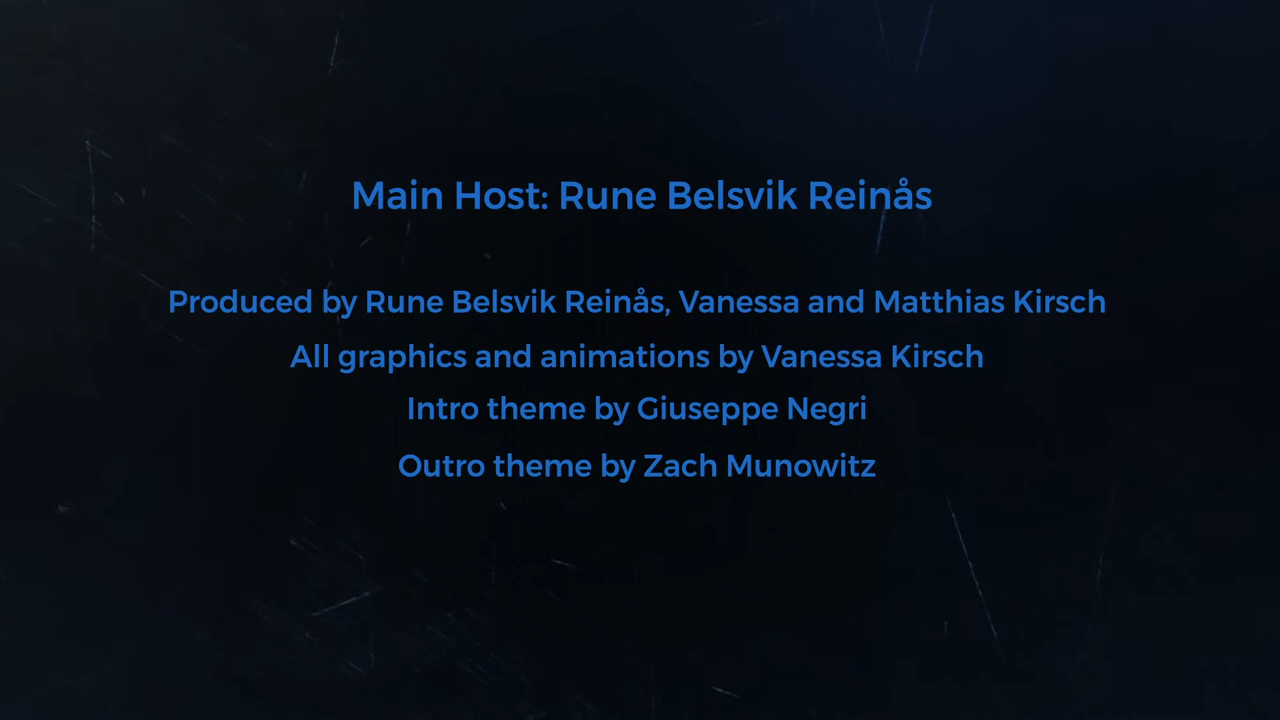 Main Host: Rune Belsvik Reinås
Produced by Rune Belsvik Reinås, Vanessa and Matthias Kirsch
All graphics and animations by Vanessa Kirsch
Intro theme by Giuseppe Negri
Outro theme by Zach Munowitz